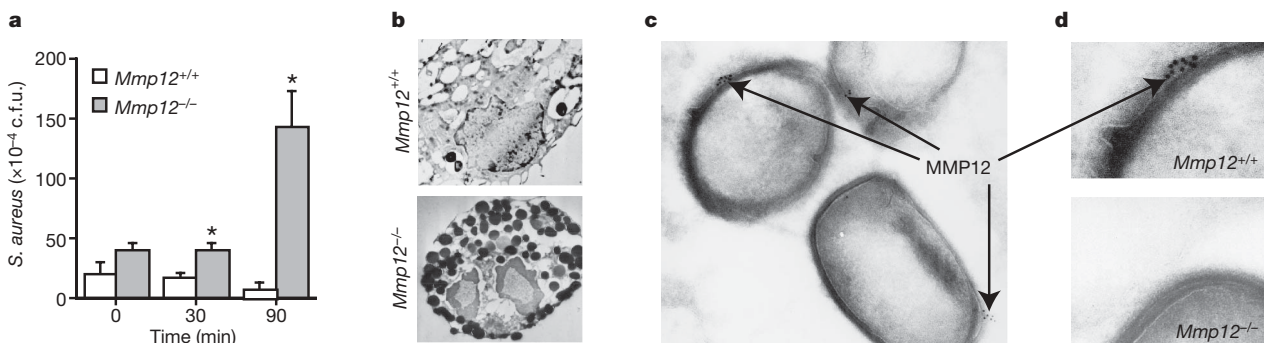 a
S. aureus (×10⁻⁴ c.f.u.)
200
150
100
50
0
Mmp12⁺/⁺
Mmp12⁻/⁻
*
*
0
30
90
Time (min)
b
Mmp12⁺/⁺
Mmp12⁻/⁻
c
MMP12
d
Mmp12⁺/⁺
Mmp12⁻/⁻